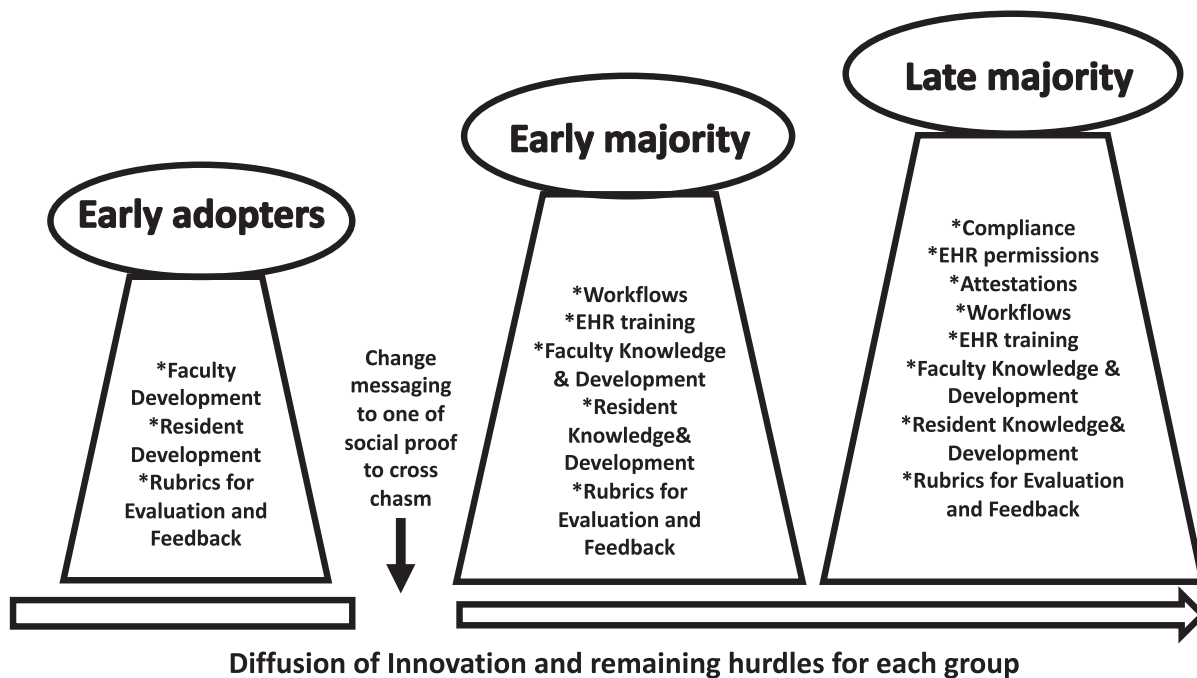 Early adopters
*Faculty
Development
*Resident
Development
*Rubrics for
Evaluation and
Feedback
Change
messaging
to one of
social proof
to cross
chasm
Early majority
*Workflows
*EHR training
*Faculty Knowledge
& Development
*Resident
Knowledge&
Development
*Rubrics for
Evaluation and
Feedback
Late majority
*Compliance
*EHR permissions
*Attestations
*Workflows
*EHR training
*Faculty Knowledge &
Development
*Resident Knowledge&
Development
*Rubrics for Evaluation
and Feedback
Diffusion of Innovation and remaining hurdles for each group